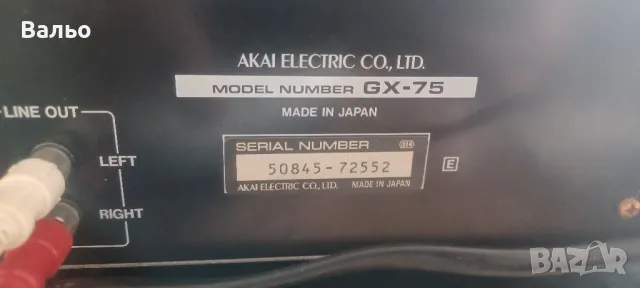 Вальо
AKAI ELECTRIC CO., LTD.
MODEL NUMBER GX-75
MADE IN JAPAN
LINE OUT
LEFT
RIGHT
SERIAL NUMBER
50845-72552
AKAI ELECTRIC CO., LTD. MADE IN JAPAN
E
BAZAR